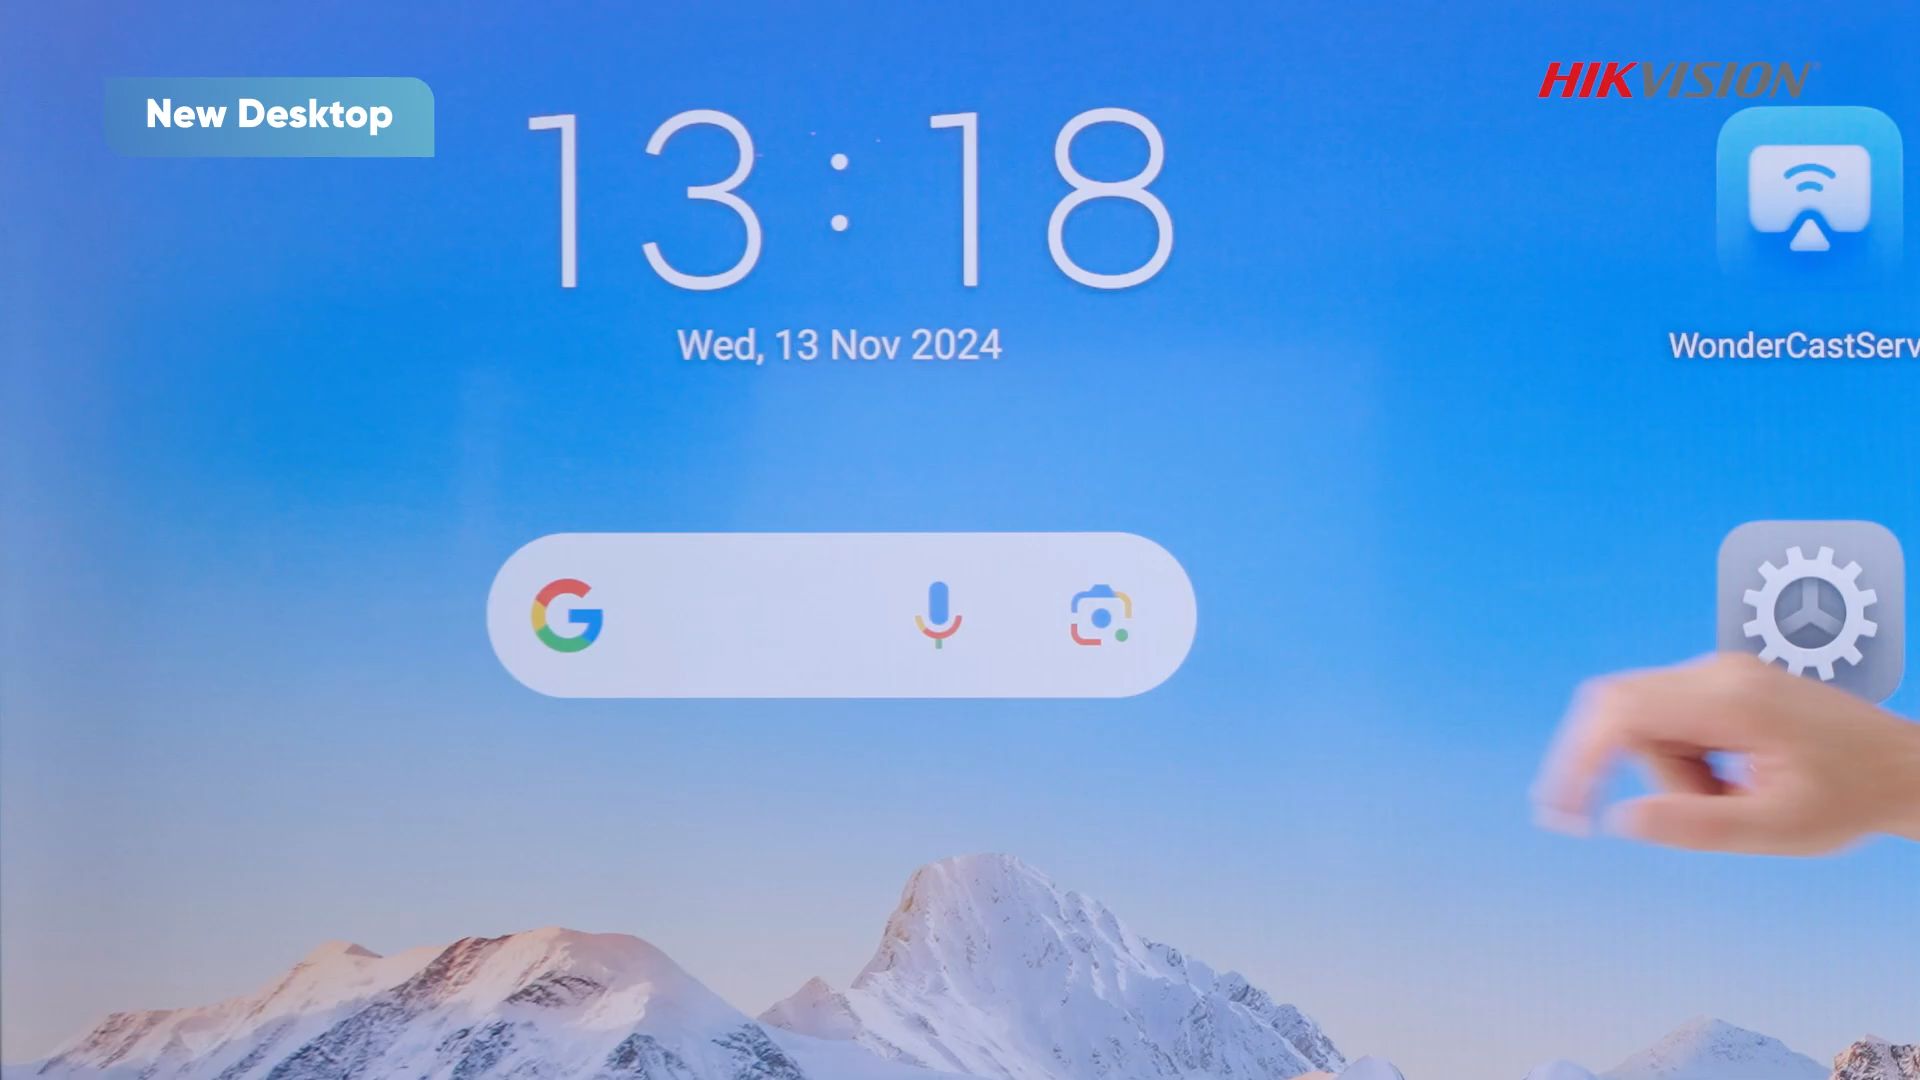 HIKVISION
New Desktop
13:18
Wed, 13 Nov 2024
WonderCastServ
G